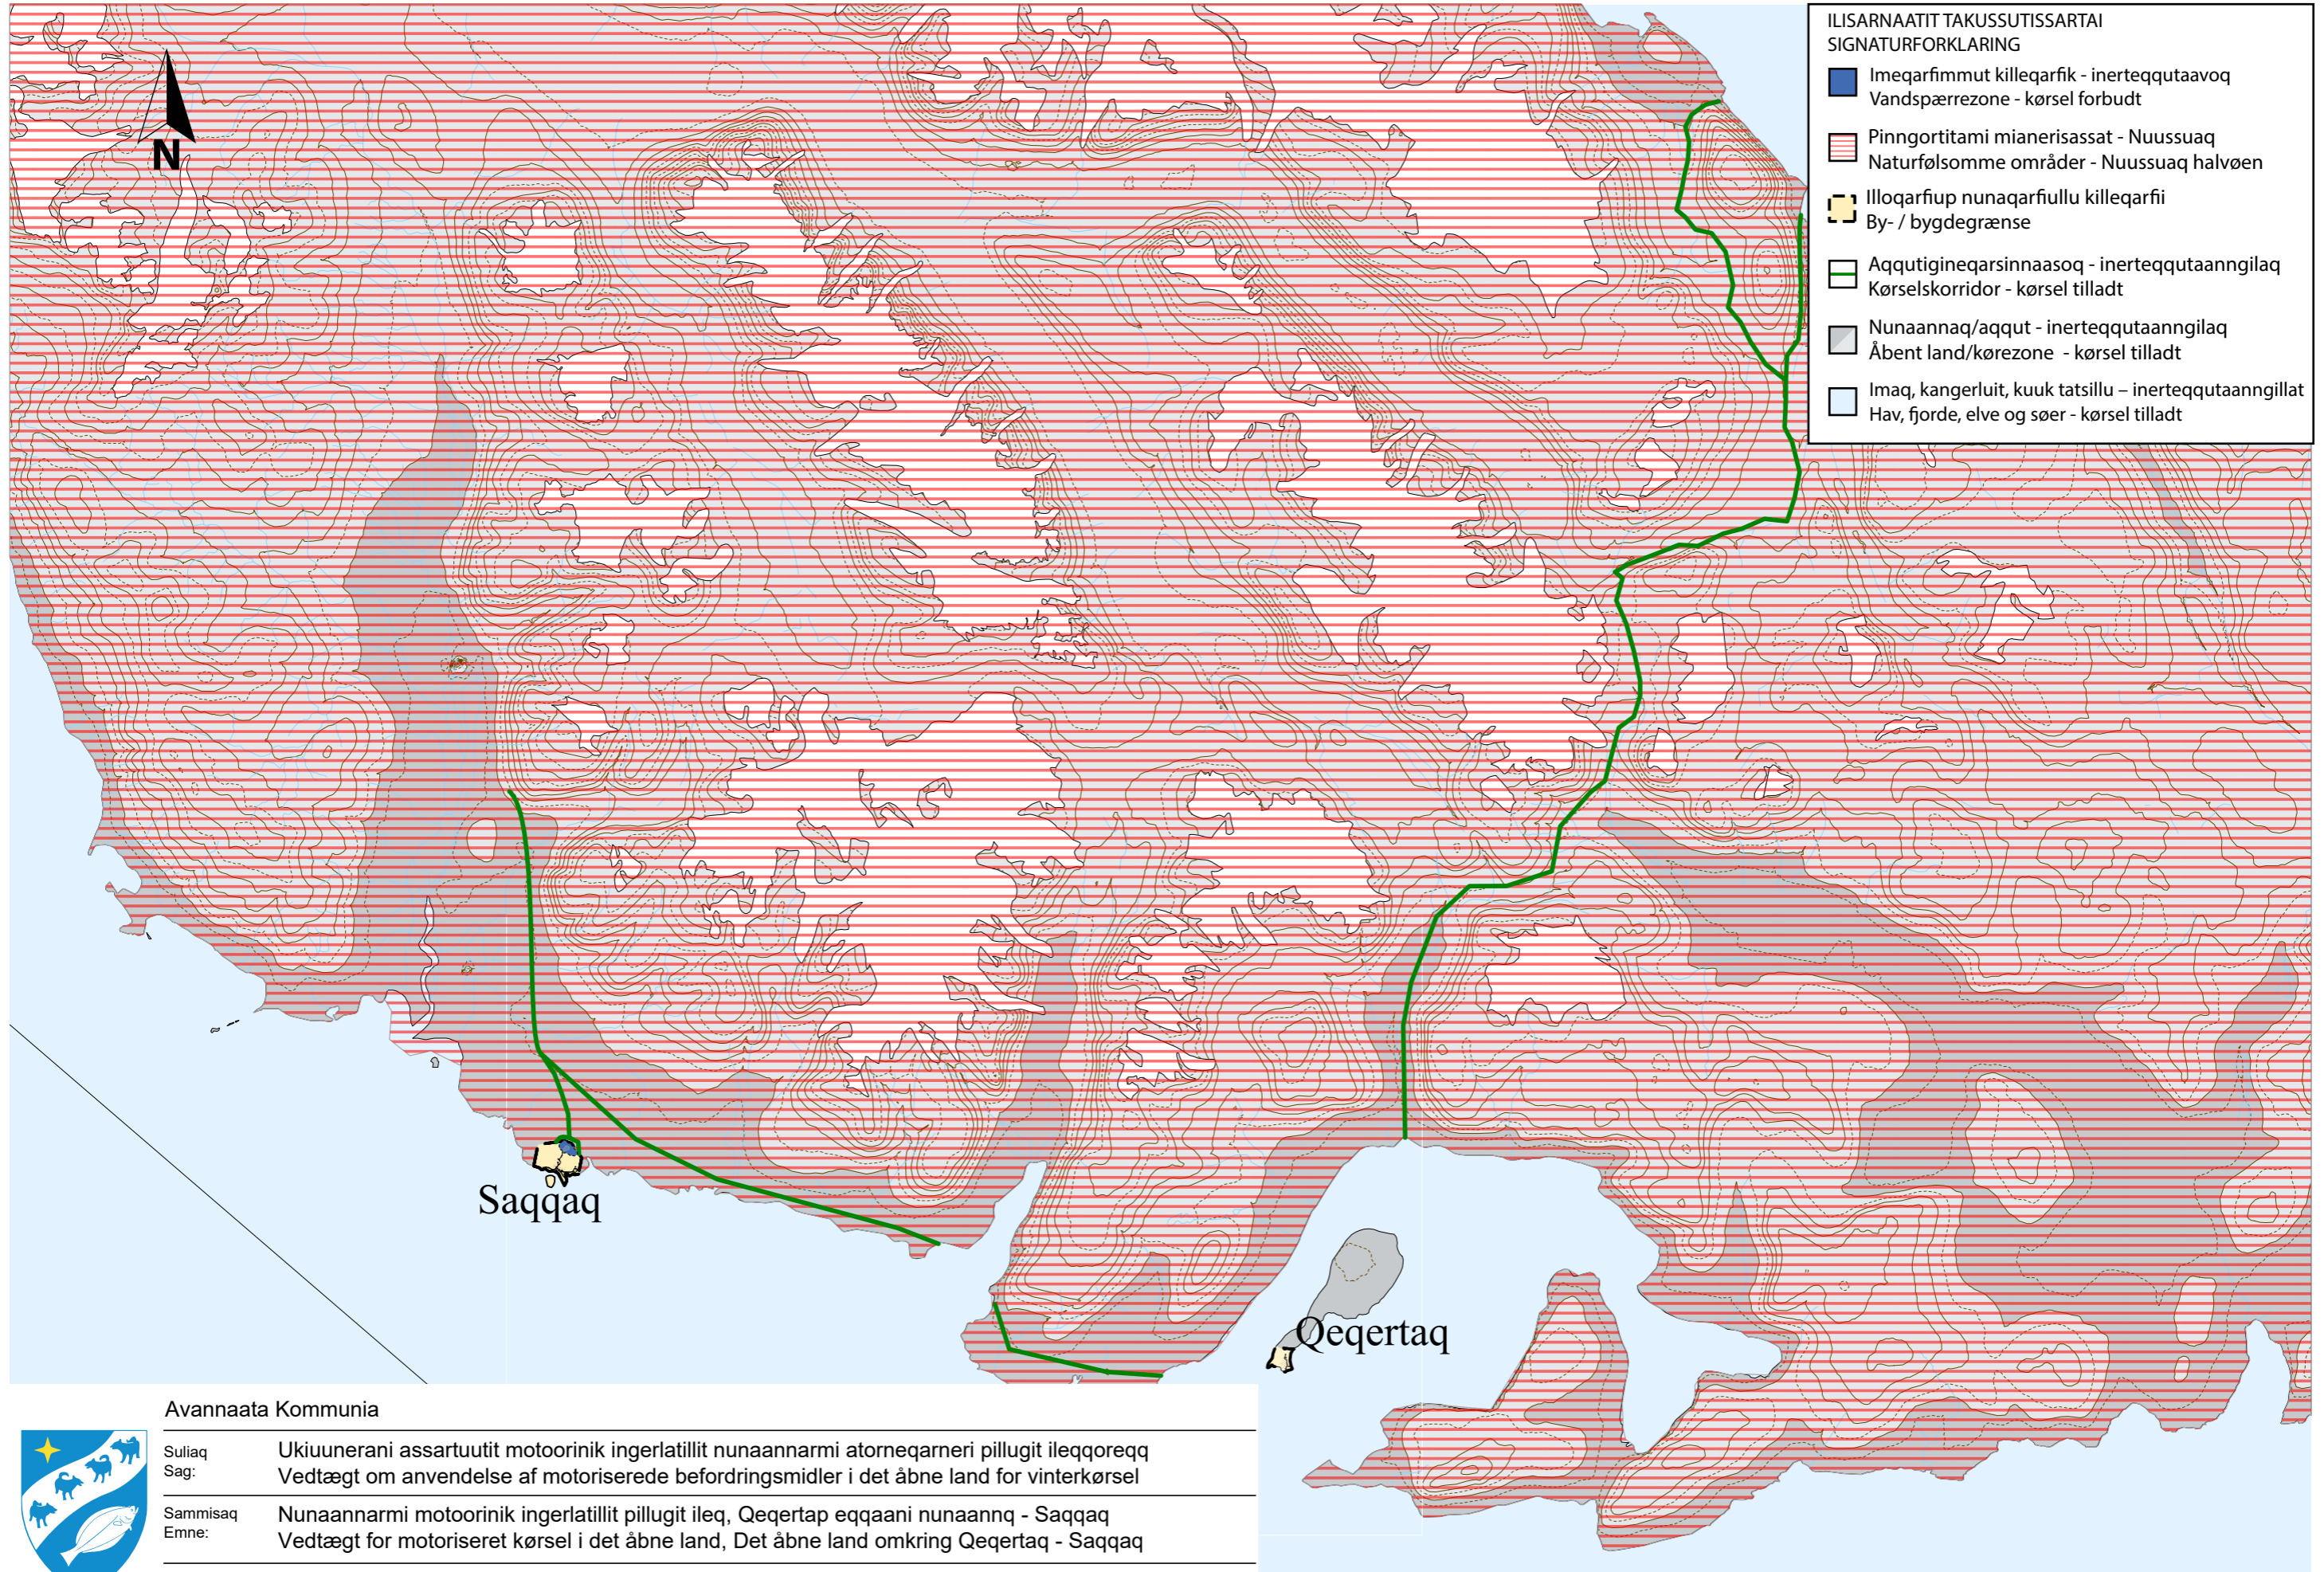 ILISARNAATIT TAKUSSUTISSARTAI
SIGNATURFORKLARING
Imeqarfimmut killeqarfik - inerteqqutaavoq
Vandspærrezone - kørsel forbudt
Pinngortitami mianerisassat - Nuussuaq
Naturfølsomme områder - Nuussuaq halvøen
Illoqarfiup nunaqarfiullu killeqarfii
By- / bygdegrænse
Aqqutigineqarsinnaasoq - inerteqqutaanngilaq
Kørselskorridor - kørsel tilladt
Nunaannaq/aqqut - inerteqqutaanngilaq
Åbent land/kørezone - kørsel tilladt
Imaq, kangerluit, kuuk tatsillu – inerteqqutaanngillat
Hav, fjorde, elve og søer - kørsel tilladt
N
Saqqaq
Qeqertaq
Avannaata Kommunia
Suliaq
Sag:
Ukiuunerani assartuutit motoorinik ingerlatillit nunaannarmi atorneqarneri pillugit ileqqoreqq
Vedtægt om anvendelse af motoriserede befordringsmidler i det åbne land for vinterkørsel
Sammisaq
Emne:
Nunaannarmi motoorinik ingerlatillit pillugit ileq, Qeqertap eqqaani nunaannq - Saqqaq
Vedtægt for motoriseret kørsel i det åbne land, Det åbne land omkring Qeqertaq - Saqqaq